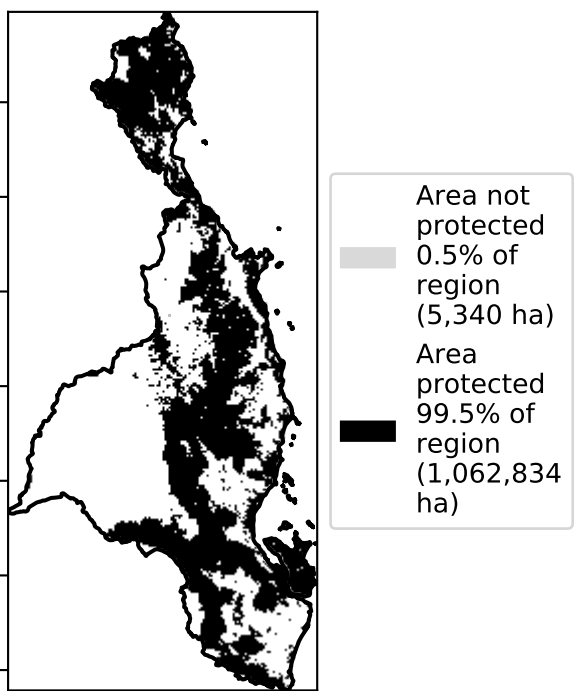 Area not
protected
0.5% of
region
(5,340 ha)
Area
protected
99.5% of
region
(1,062,834
ha)